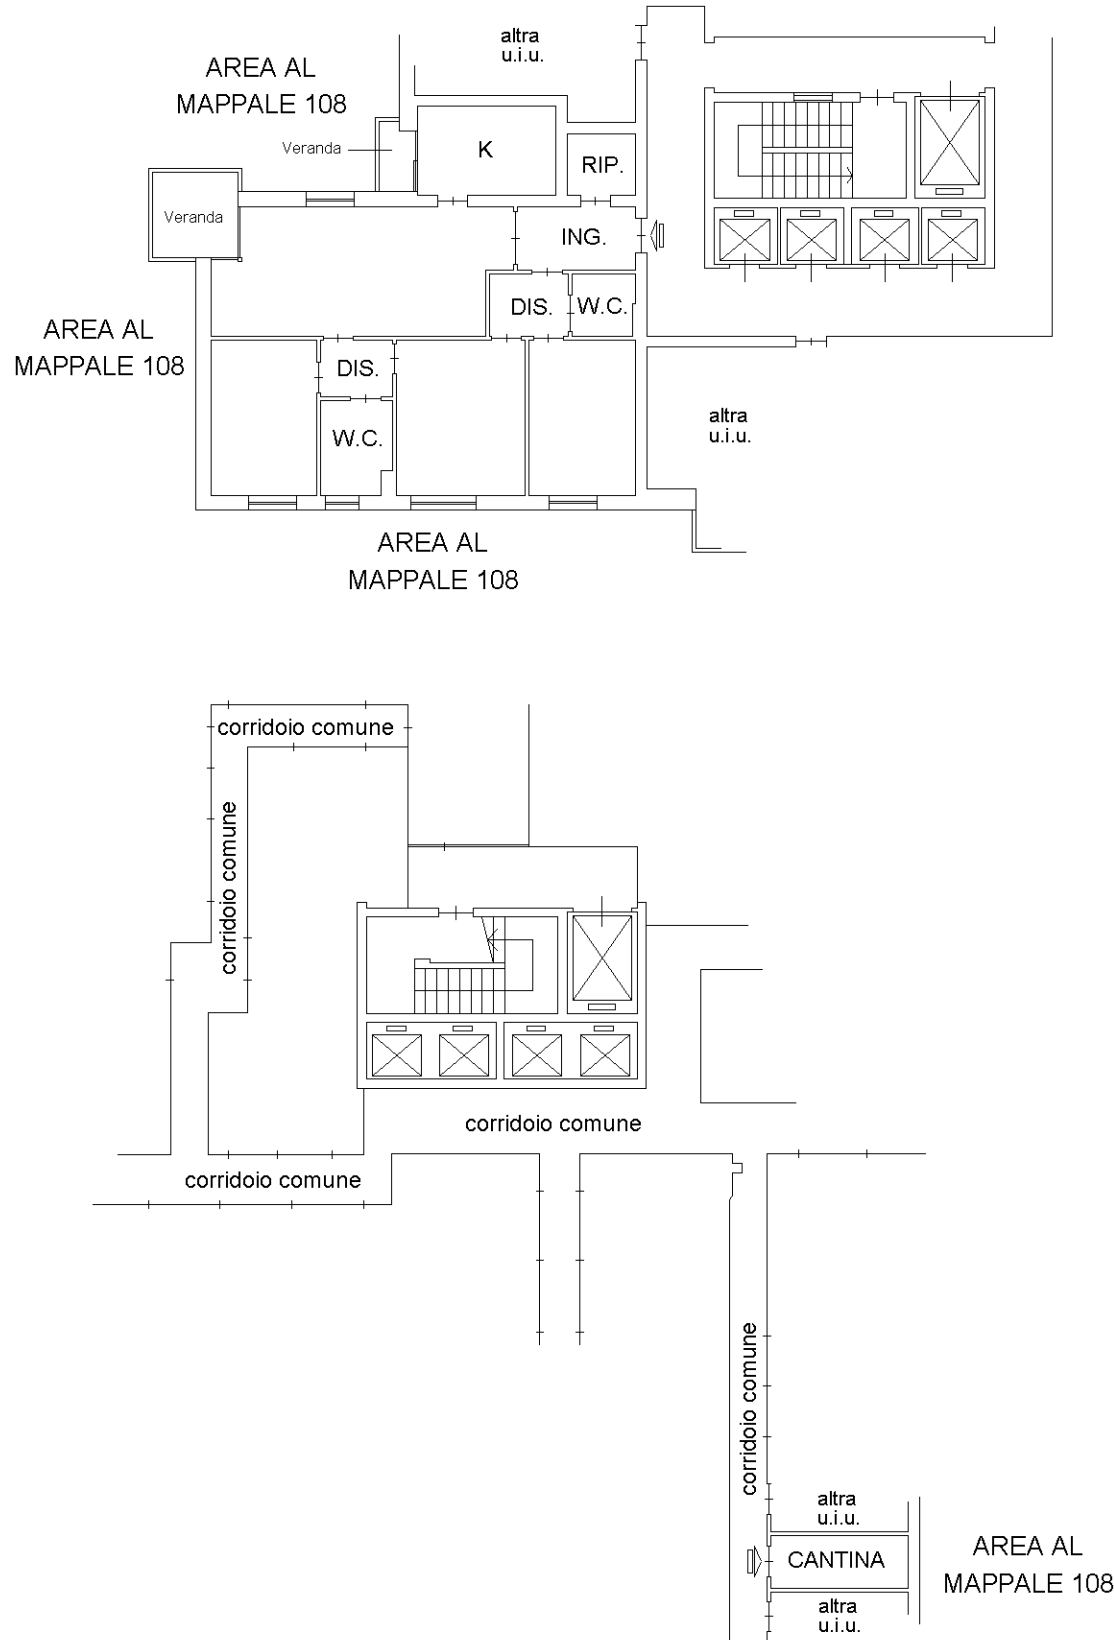 altra
u.i.u.
AREA AL
MAPPALE 108
Veranda
K
RIP.
Veranda
ING.
DIS.
W.C.
AREA AL
MAPPALE 108
DIS.
W.C.
altra
u.i.u.
AREA AL
MAPPALE 108
corridoio comune
corridoio comune
corridoio comune
corridoio comune
corridoio comune
altra
u.i.u.
CANTINA
AREA AL
MAPPALE 108
altra
u.i.u.